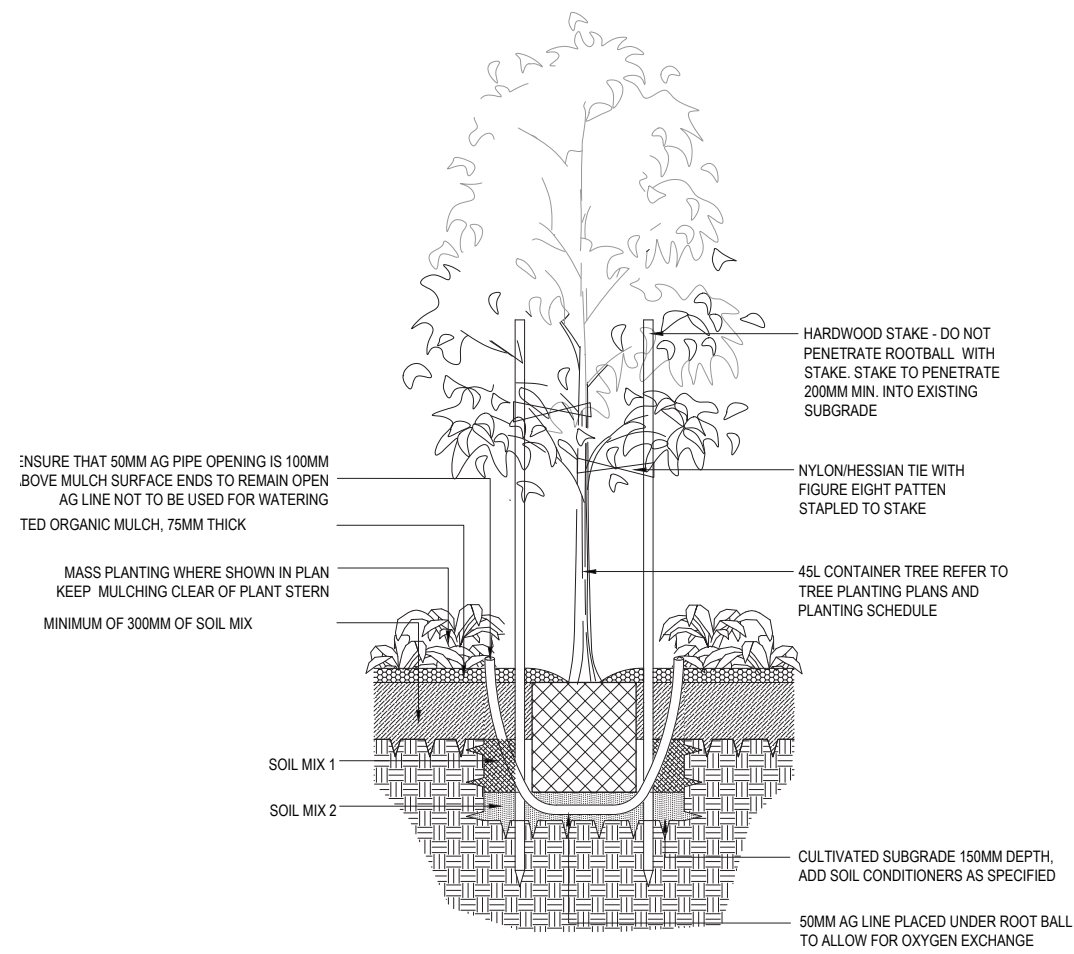 HARDWOOD STAKE - DO NOT
PENETRATE ROOTBALL WITH
STAKE. STAKE TO PENETRATE
200MM MIN. INTO EXISTING
SUBGRADE
ENSURE THAT 50MM AG PIPE OPENING IS 100MM
ABOVE MULCH SURFACE ENDS TO REMAIN OPEN
AG LINE NOT TO BE USED FOR WATERING
NYLON/HESSIAN TIE WITH
FIGURE EIGHT PATTEN
STAPLED TO STAKE
TED ORGANIC MULCH, 75MM THICK
MASS PLANTING WHERE SHOWN IN PLAN
KEEP MULCHING CLEAR OF PLANT STERN
45L CONTAINER TREE REFER TO
TREE PLANTING PLANS AND
PLANTING SCHEDULE
MINIMUM OF 300MM OF SOIL MIX
SOIL MIX 1
SOIL MIX 2
CULTIVATED SUBGRADE 150MM DEPTH,
ADD SOIL CONDITIONERS AS SPECIFIED
50MM AG LINE PLACED UNDER ROOT BALL
TO ALLOW FOR OXYGEN EXCHANGE